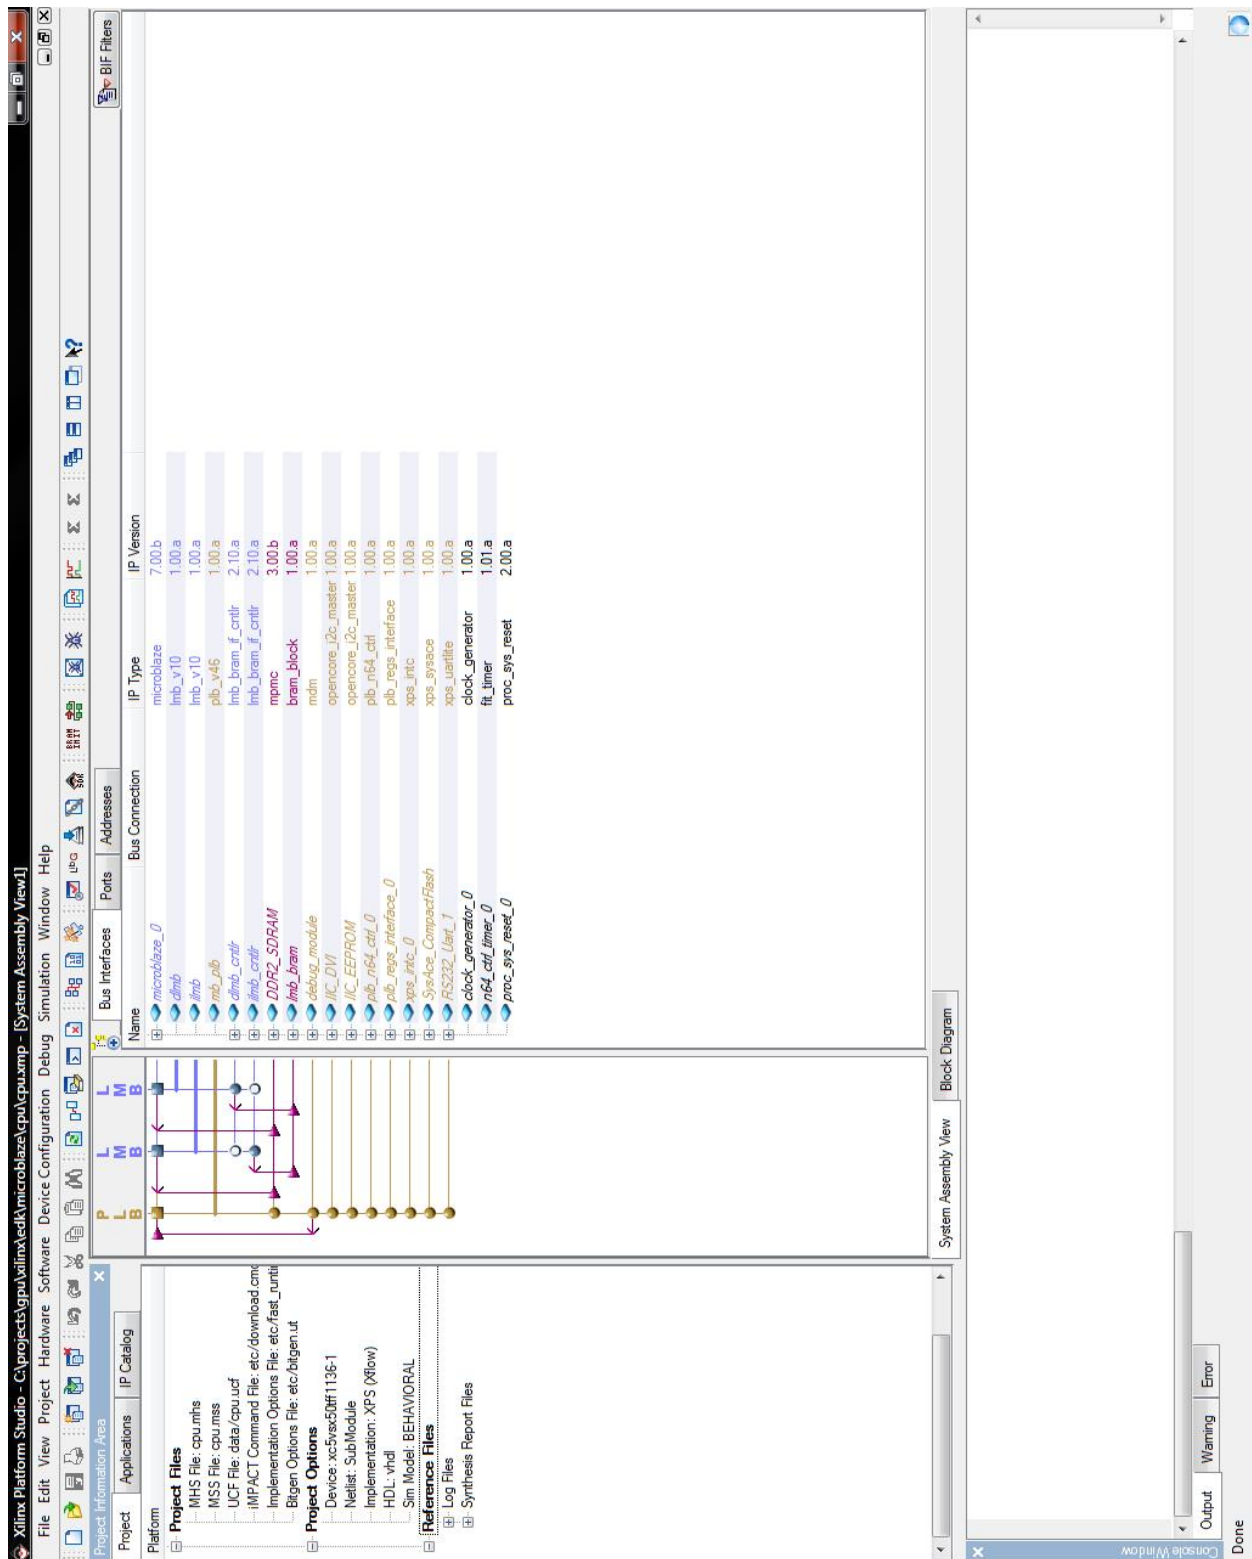 Xilinx Platform Studio - C:\projects\gpu\xilinx\edk\microblaze\cpu\cpu.xmp - [System Assembly View1]
File Edit View Project Hardware Software Device Configuration Debug Simulation Window Help
LibG
SDK
BRAM INIT
Project Information Area
Project Applications IP Catalog
Platform
Project Files
MHS File: cpu.mhs
MSS File: cpu.mss
UCF File: data/cpu.ucf
iMPACT Command File: etc/download.cmd
Implementation Options File: etc/fast_runti
Bitgen Options File: etc/bitgen.ut
Project Options
Device: xc5vsx50tff1136-1
Netlist: SubModule
Implementation: XPS (Xflow)
HDL: vhdl
Sim Model: BEHAVIORAL
Reference Files
Log Files
Synthesis Report Files
P L B
L M B
L M B
Bus Interfaces Ports Addresses
BIF Filters
Name Bus Connection IP Type IP Version
microblaze_0 microblaze 7.00.b
dlmb lmb_v10 1.00.a
ilmb lmb_v10 1.00.a
mb_plb plb_v46 1.00.a
dlmb_cntlr lmb_bram_if_cntlr 2.10.a
ilmb_cntlr lmb_bram_if_cntlr 2.10.a
DDR2_SDRAM mpmc 3.00.b
lmb_bram bram_block 1.00.a
debug_module mdm 1.00.a
IIC_DVI opencore_i2c_master 1.00.a
IIC_EEPROM opencore_i2c_master 1.00.a
plb_n64_ctrl_0 plb_n64_ctrl 1.00.a
plb_regs_interface_0 plb_regs_interface 1.00.a
xps_intc_0 xps_intc 1.00.a
SysAce_CompactFlash xps_sysace 1.00.a
RS232_Uart_1 xps_uartlite 1.00.a
clock_generator_0 clock_generator 1.00.a
n64_ctrl_timer_0 fit_timer 1.01.a
proc_sys_reset_0 proc_sys_reset 2.00.a
System Assembly View Block Diagram
Console Window
Output Warning Error
Done